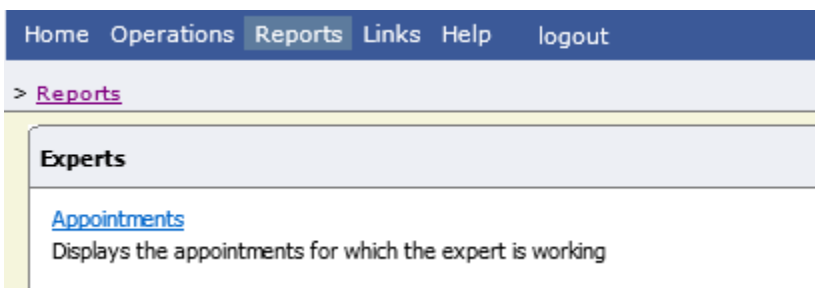 Home Operations Reports Links Help logout
> Reports
Experts
Appointments
Displays the appointments for which the expert is working